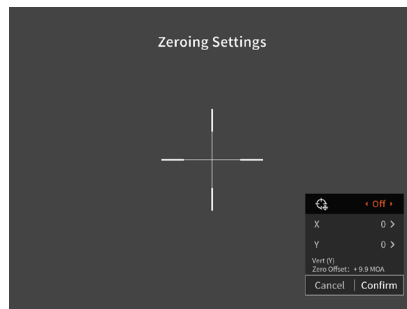 Zeroing Settings
Off
X 0
Y 0
Vert (Y)
Zero Offset: +9.9 MOA
Cancel Confirm